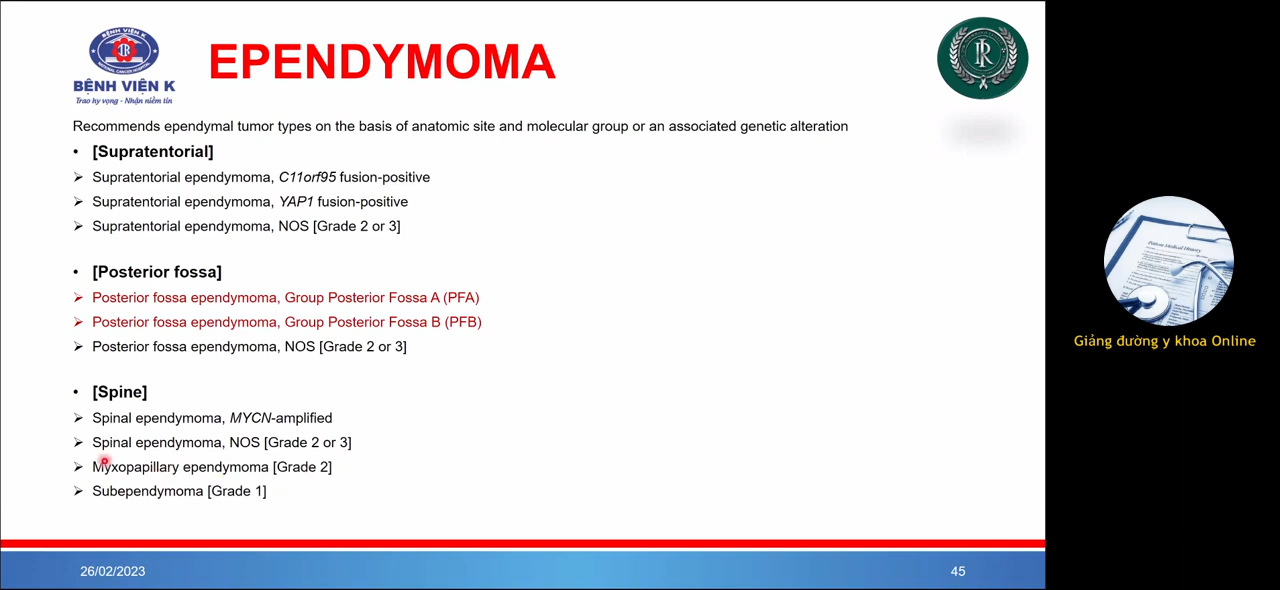 BỆNH VIỆN K
BỆNH VIỆN K
Trao hy vọng - Nhận niềm tin
EPENDYMOMA
Recommends ependymal tumor types on the basis of anatomic site and molecular group or an associated genetic alteration
• [Supratentorial]
➢ Supratentorial ependymoma, C11orf95 fusion-positive
➢ Supratentorial ependymoma, YAP1 fusion-positive
➢ Supratentorial ependymoma, NOS [Grade 2 or 3]
• [Posterior fossa]
➢ Posterior fossa ependymoma, Group Posterior Fossa A (PFA)
➢ Posterior fossa ependymoma, Group Posterior Fossa B (PFB)
➢ Posterior fossa ependymoma, NOS [Grade 2 or 3]
• [Spine]
➢ Spinal ependymoma, MYCN-amplified
➢ Spinal ependymoma, NOS [Grade 2 or 3]
➢ Myxopapillary ependymoma [Grade 2]
➢ Subependymoma [Grade 1]
26/02/2023
45
Patient Medical History
Giảng đường y khoa Online